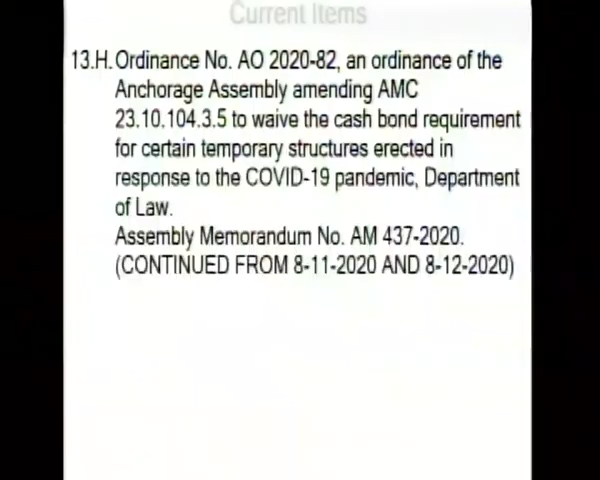 Current Items
13.H. Ordinance No. AO 2020-82, an ordinance of the
Anchorage Assembly amending AMC
23.10.104.3.5 to waive the cash bond requirement
for certain temporary structures erected in
response to the COVID-19 pandemic, Department
of Law.
Assembly Memorandum No. AM 437-2020.
(CONTINUED FROM 8-11-2020 AND 8-12-2020)